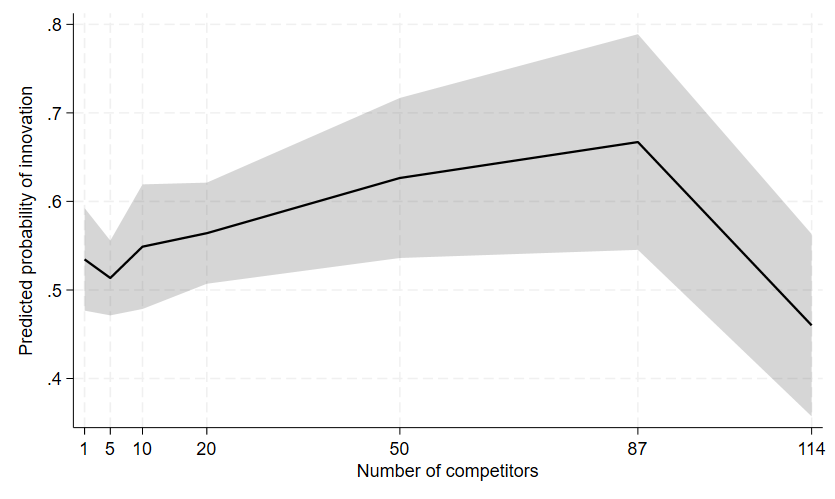 Predicted probability of innovation
.8
.7
.6
.5
.4
1 5 10 20 50 87 114
Number of competitors